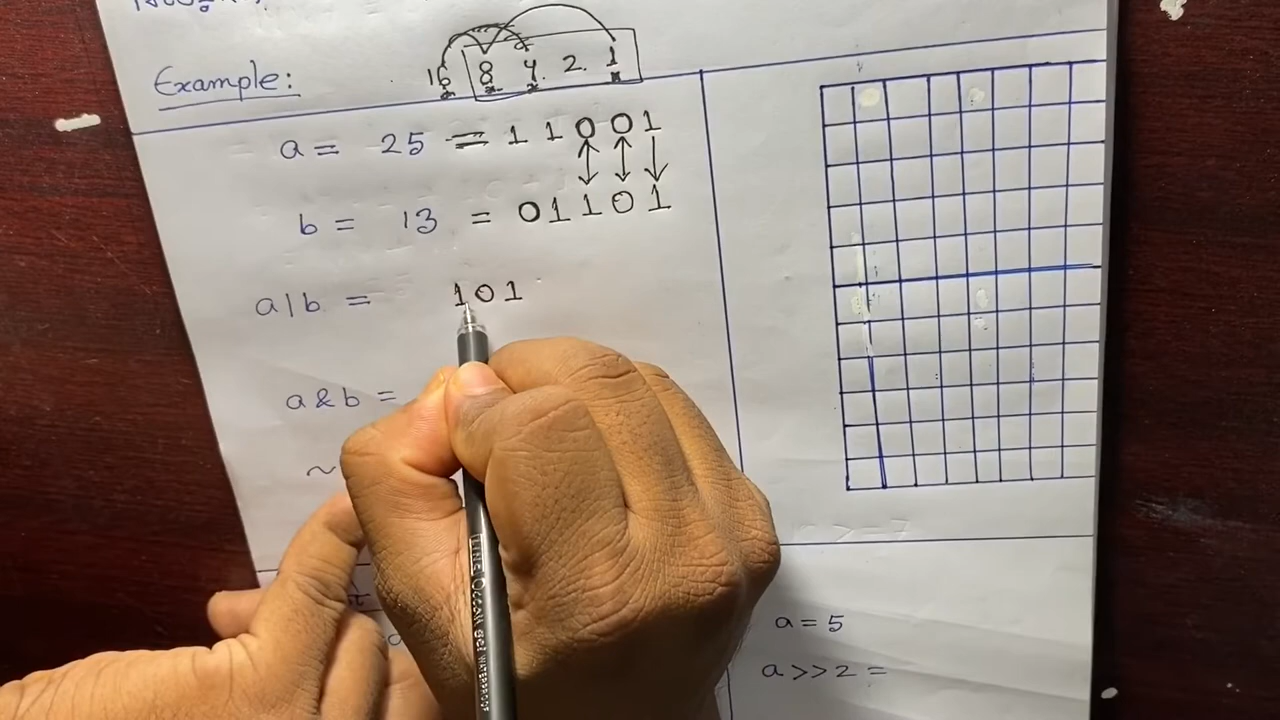 16 8 4. 2. 1
Example:
a = 25 = 1 1 0 0 1
b = 13 = 0 1 1 0 1
a | b = 1 0 1
a & b =
~
a = 5
a >> 2 =